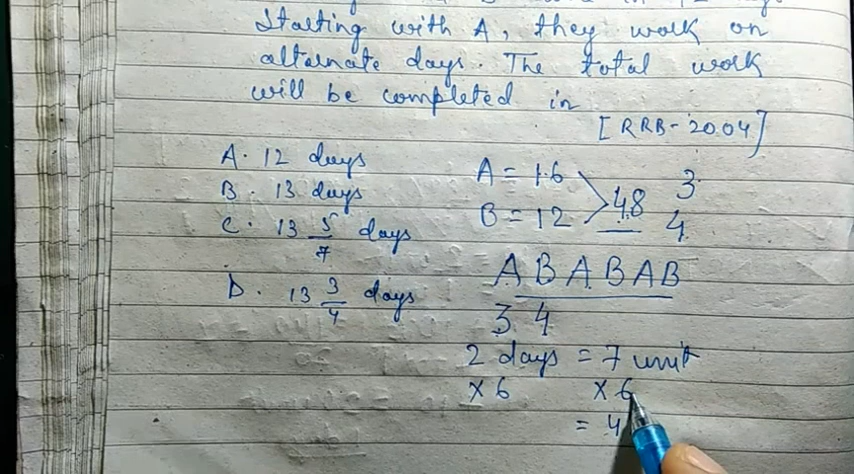 Starting with A, they work on
alternate days. The total work
will be completed in
[RRB-2004]
A. 12 days
B. 13 days
C. 13 5/7 days
D. 13 3/4 days
A = 16
B = 12
48
3
4
A B A B A B
3 4
2 days = 7 unit
× 6 × 6
= 4